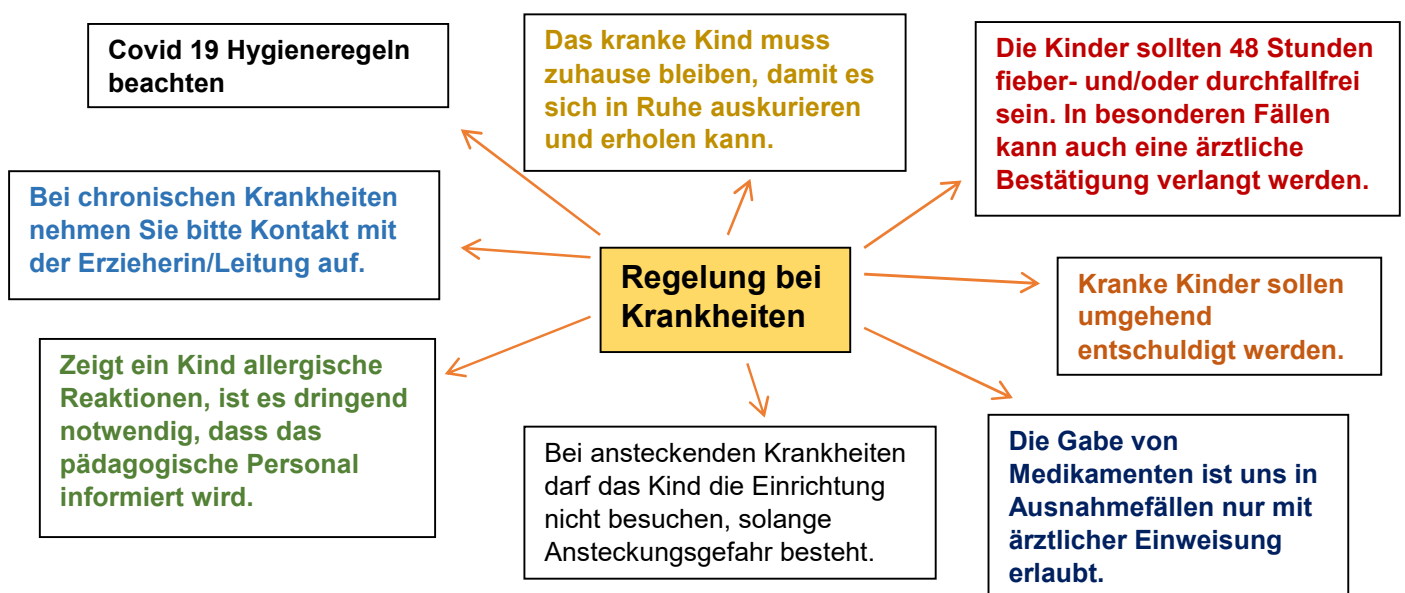 Covid 19 Hygieneregeln
beachten
Das kranke Kind muss
zuhause bleiben, damit es
sich in Ruhe auskurieren
und erholen kann.
Die Kinder sollten 48 Stunden
fieber- und/oder durchfallfrei
sein. In besonderen Fällen
kann auch eine ärztliche
Bestätigung verlangt werden.
Bei chronischen Krankheiten
nehmen Sie bitte Kontakt mit
der Erzieherin/Leitung auf.
Regelung bei
Krankheiten
Kranke Kinder sollen
umgehend
entschuldigt werden.
Zeigt ein Kind allergische
Reaktionen, ist es dringend
notwendig, dass das
pädagogische Personal
informiert wird.
Bei ansteckenden Krankheiten
darf das Kind die Einrichtung
nicht besuchen, solange
Ansteckungsgefahr besteht.
Die Gabe von
Medikamenten ist uns in
Ausnahmefällen nur mit
ärztlicher Einweisung
erlaubt.